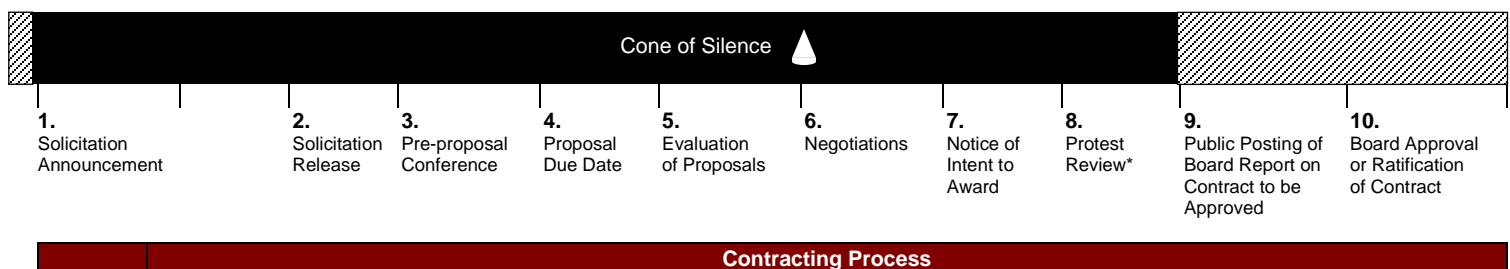 Cone of Silence
1.
Solicitation
Announcement
2.
Solicitation
Release
3.
Pre-proposal
Conference
4.
Proposal
Due Date
5.
Evaluation
of Proposals
6.
Negotiations
7.
Notice of
Intent to
Award
8.
Protest
Review*
9.
Public Posting of
Board Report on
Contract to be
Approved
10.
Board Approval
or Ratification
of Contract
Contracting Process